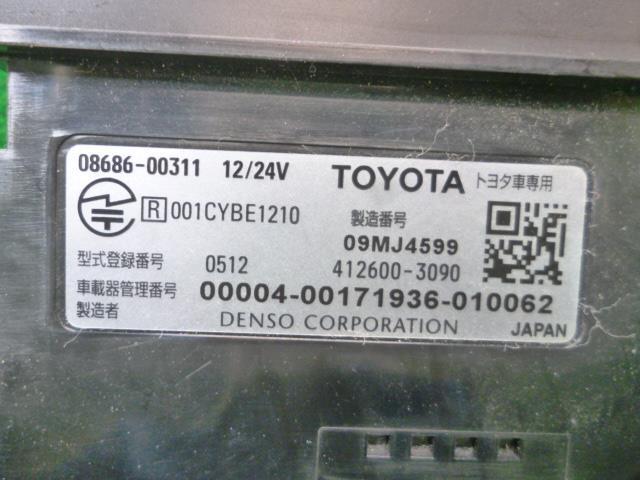 08686-00311 12/24V TOYOTA トヨタ車専用
R 001CYBE1210 製造番号
09MJ4599
型式登録番号 0512 412600-3090
車載器管理番号 00004-00171936-010062
製造者 DENSO CORPORATION JAPAN